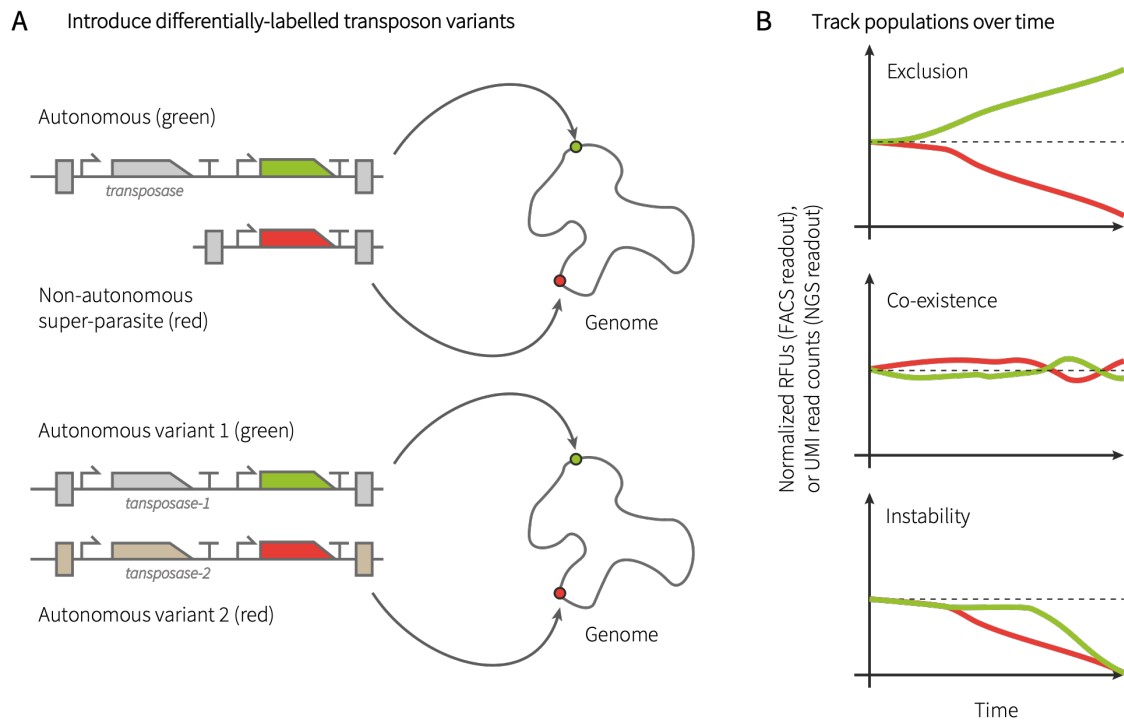 A Introduce differentially-labelled transposon variants
Autonomous (green)
transposase
Non-autonomous
super-parasite (red)
Genome
Autonomous variant 1 (green)
tansposase-1
tansposase-2
Autonomous variant 2 (red)
Genome
B Track populations over time
Normalized RFUs (FACS readout),
or UMI read counts (NGS readout)
Exclusion
Co-existence
Instability
Time